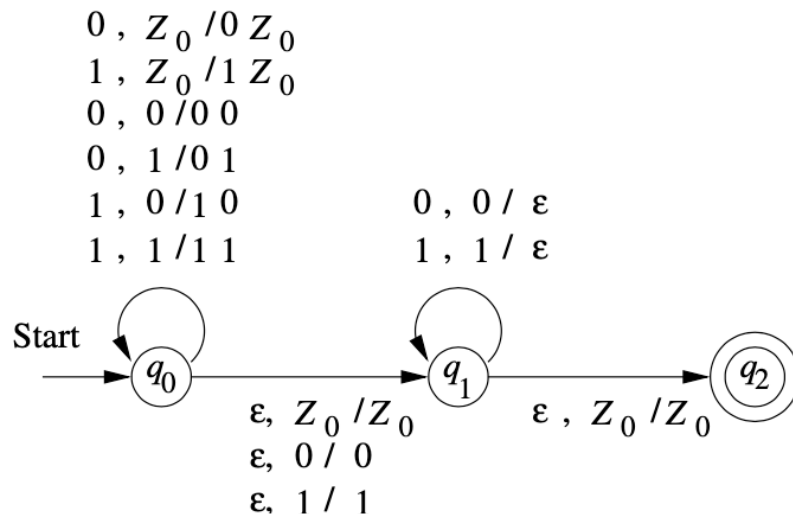 0 , Z0 /0 Z0
1 , Z0 /1 Z0
0 , 0 /0 0
0 , 1 /0 1
1 , 0 /1 0
1 , 1 /1 1
0 , 0 / ε
1 , 1 / ε
Start
q0
q1
q2
ε, Z0 /Z0
ε, 0 / 0
ε, 1 / 1
ε , Z0 /Z0